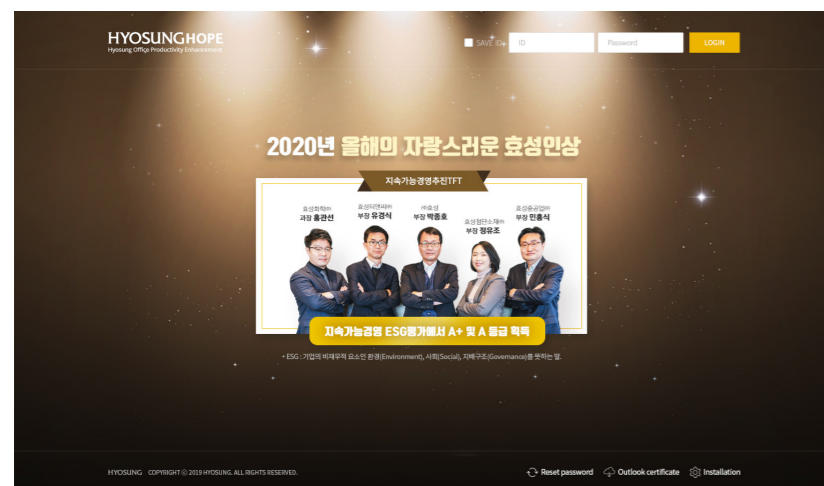 HYOSUNG HOPE
Hyosung Office Productivity Enhancement
SAVE ID
ID
Password
LOGIN
2020년 올해의 자랑스러운 효성인상
지속가능경영추진TFT
효성화학㈜
과장 홍관선
효성티앤씨㈜
부장 유경식
㈜효성
부장 박종호
효성첨단소재㈜
부장 정유조
효성중공업㈜
부장 민흥식
지속가능경영 ESG평가에서 A+ 및 A 등급 획득
* ESG : 기업의 비재무적 요소인 환경(Environment), 사회(Social), 지배구조(Governance)를 뜻하는 말.
HYOSUNG COPYRIGHT ⓒ 2019 HYOSUNG. ALL RIGHTS RESERVED.
Reset password
Outlook certificate
Installation